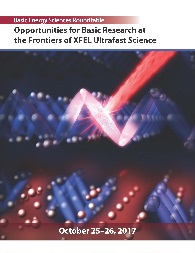 Basic Energy Sciences Roundtable
Opportunities for Basic Research at
the Frontiers of XFEL Ultrafast Science
October 25–26, 2017